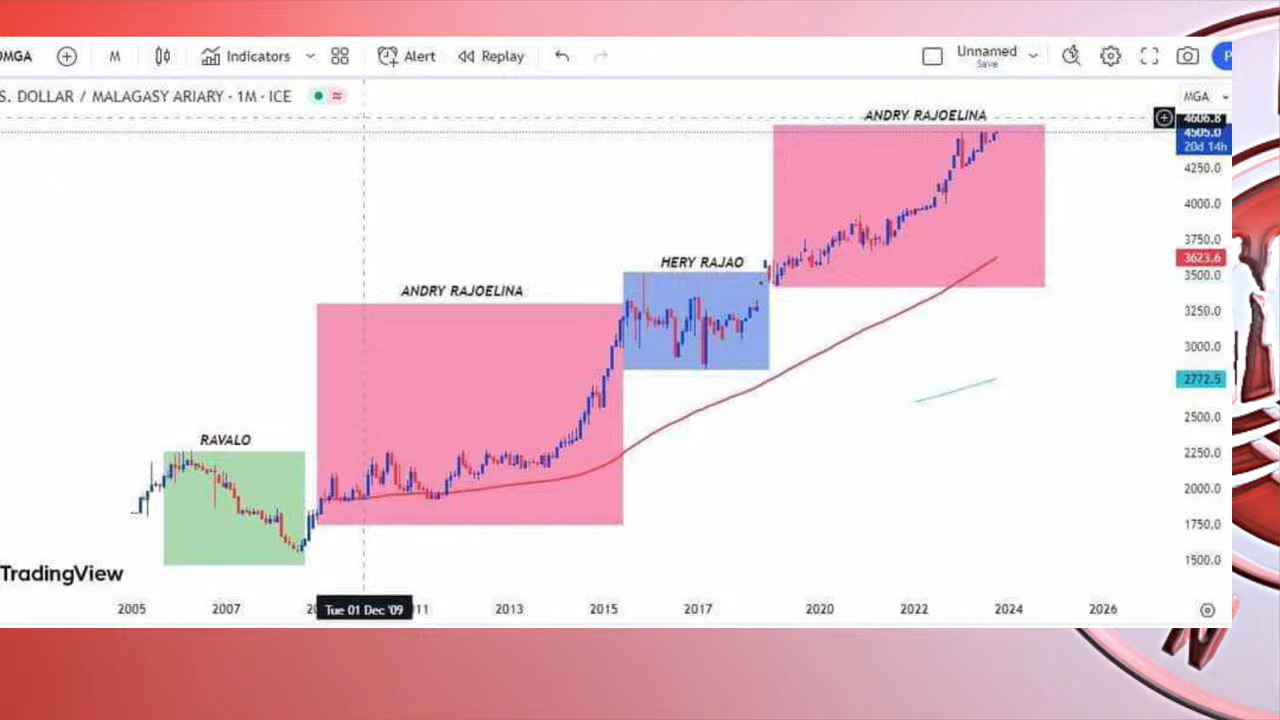 DMGA M Indicators Alert Replay Unnamed Save
S. DOLLAR / MALAGASY ARIARY · 1M · ICE MGA
ANDRY RAJOELINA
4606.8
4505.0
20d 14h
4250.0
4000.0
3750.0
HERY RAJAO
3623.6
3500.0
ANDRY RAJOELINA
3250.0
3000.0
2772.5
2500.0
RAVALO
2250.0
2000.0
1750.0
1500.0
TradingView
2005 2007 Tue 01 Dec '09 11 2013 2015 2017 2020 2022 2024 2026
N